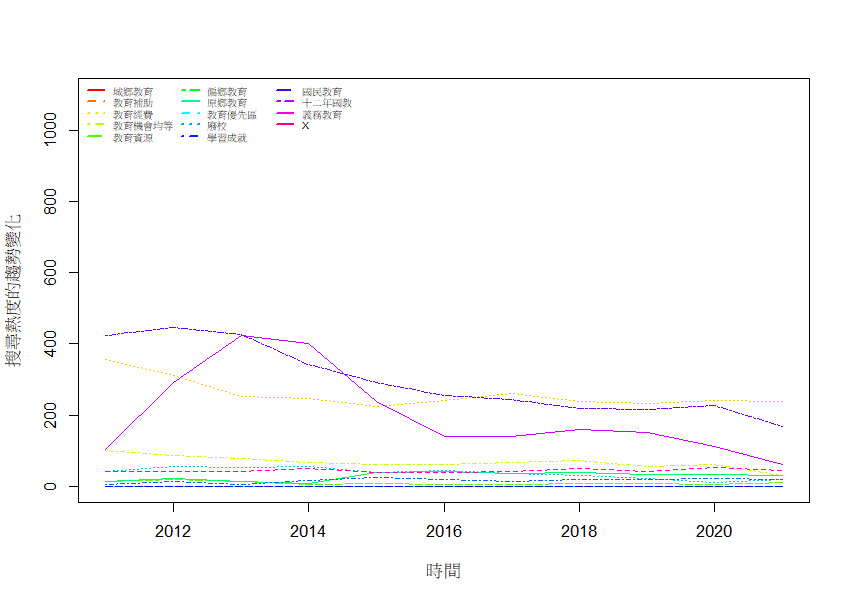 城鄉教育
教育補助
教育經費
教育機會均等
教育資源
偏鄉教育
原鄉教育
教育優先區
廢校
學習成就
國民教育
十二年國教
義務教育
X
搜尋熱度的趨勢變化
1000
800
600
400
200
0
2012 2014 2016 2018 2020
時間